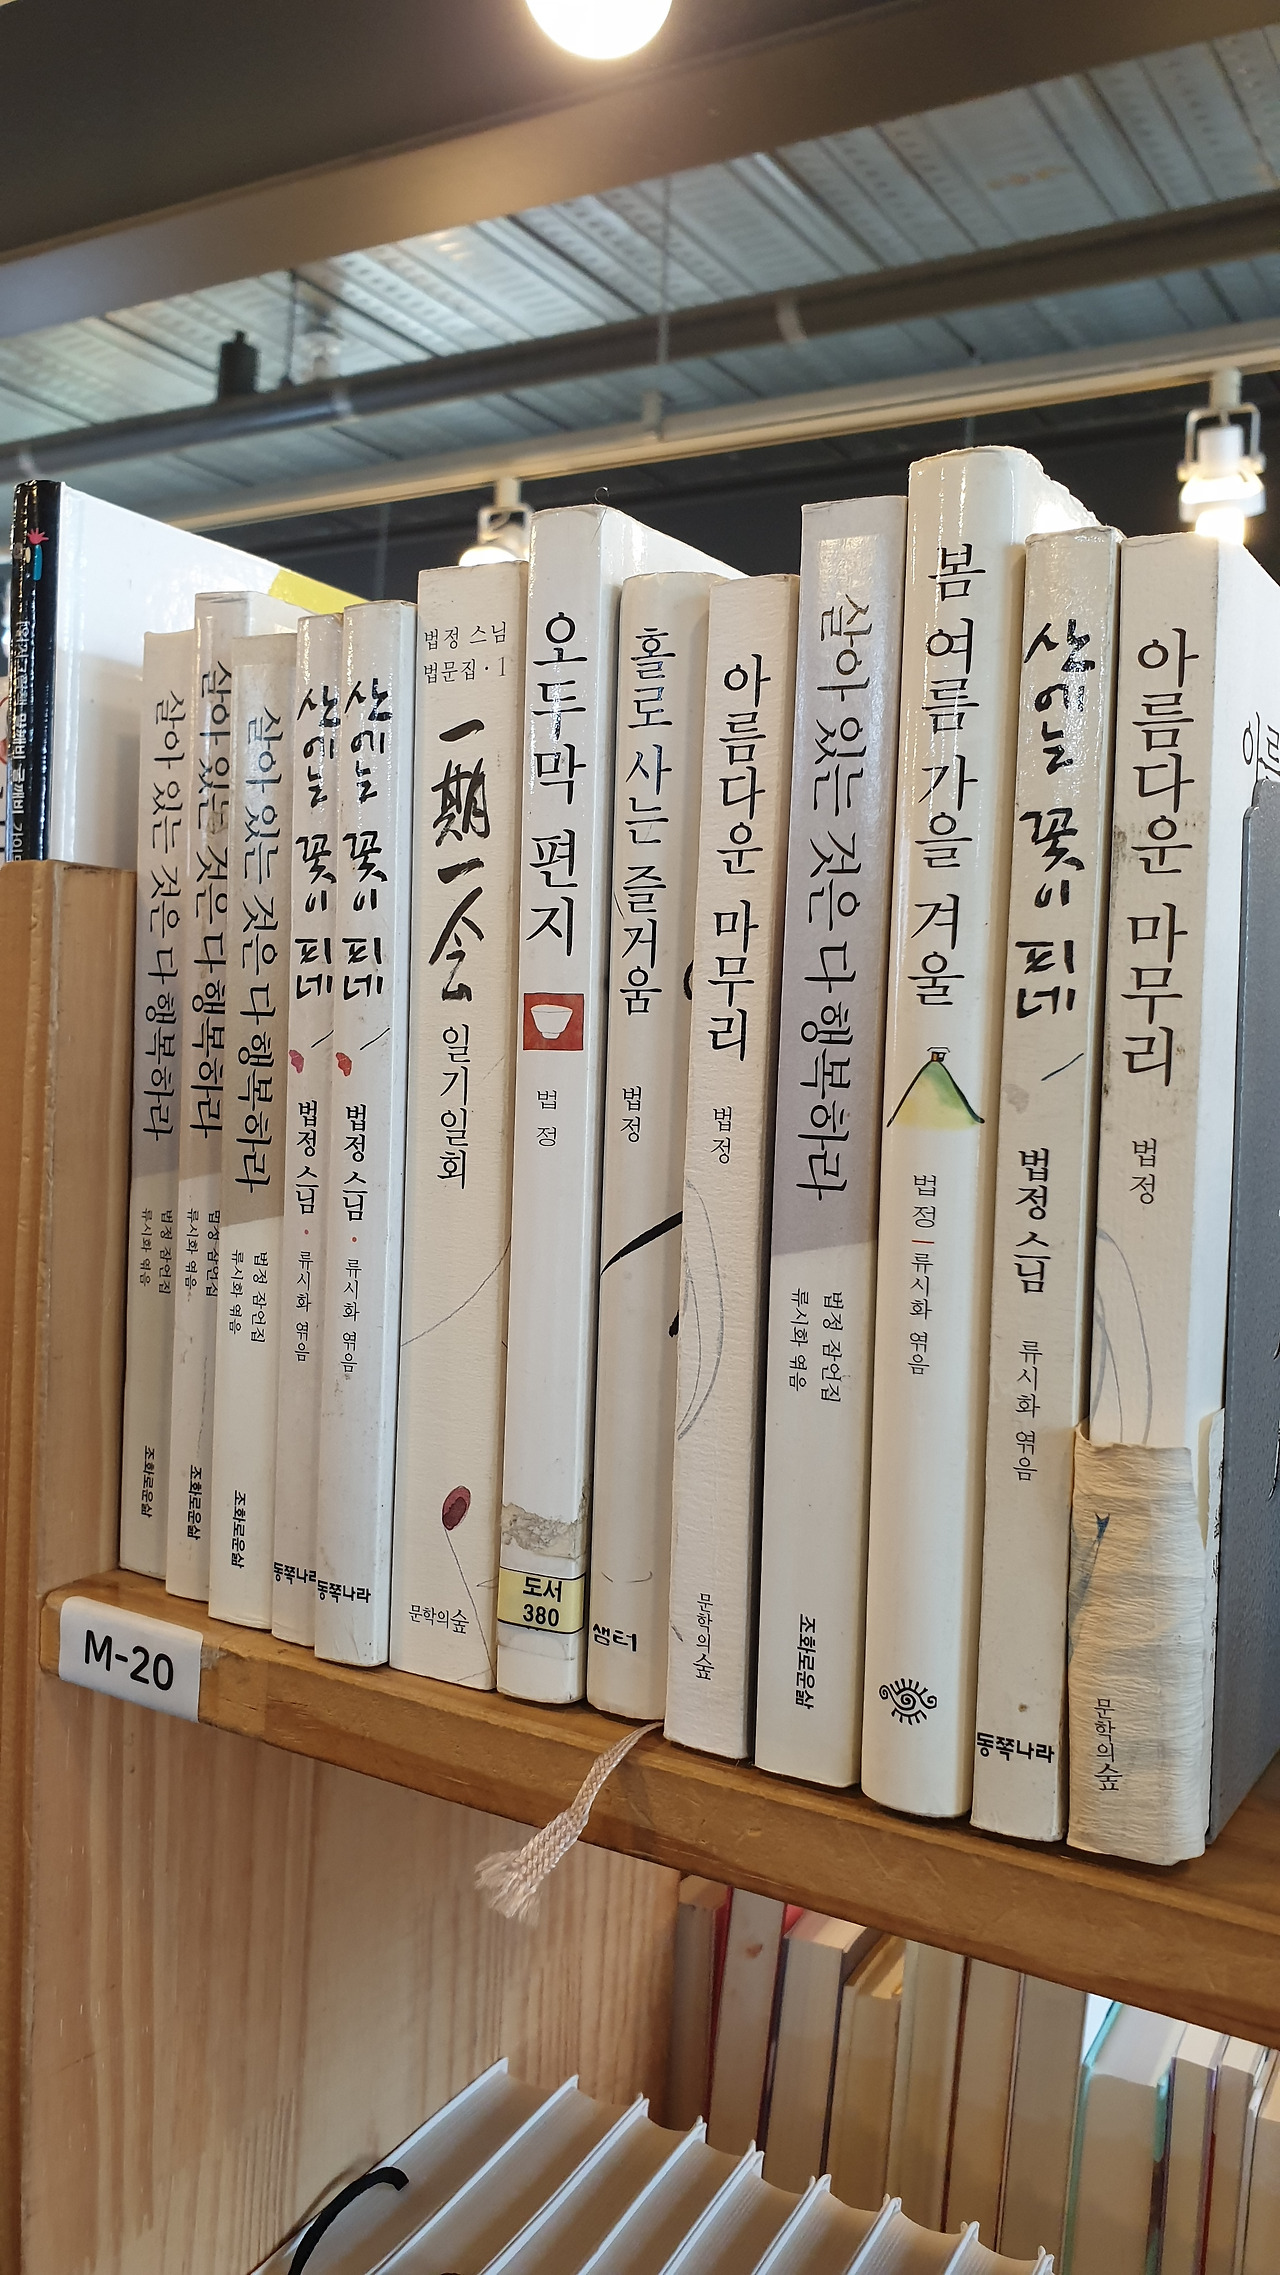 살아 있는 것은 다 행복하라
법정 잠언집
류시화 엮음
조화로운삶
살아 있는 것은 다 행복하라
법정 잠언집
류시화 엮음
조화로운삶
살아 있는 것은 다 행복하라
법정 잠언집
류시화 엮음
조화로운삶
산에는 꽃이 피네
법정 스님 · 류시화 엮음
동쪽나라
산에는 꽃이 피네
법정 스님 · 류시화 엮음
동쪽나라
법정 스님
법문집·1
一期一会
일기일회
문학의숲
오두막 편지
법정
도서
380
홀로 사는 즐거움
법정
샘터
아름다운 마무리
법정
문학의숲
살아 있는 것은 다 행복하라
법정 잠언집
류시화 엮음
조화로운삶
봄 여름 가을 겨울
법정 | 류시화 엮음
산에는 꽃이 피네
법정 스님
류시화 엮음
동쪽나라
아름다운 마무리
법정
문학의숲
M-20